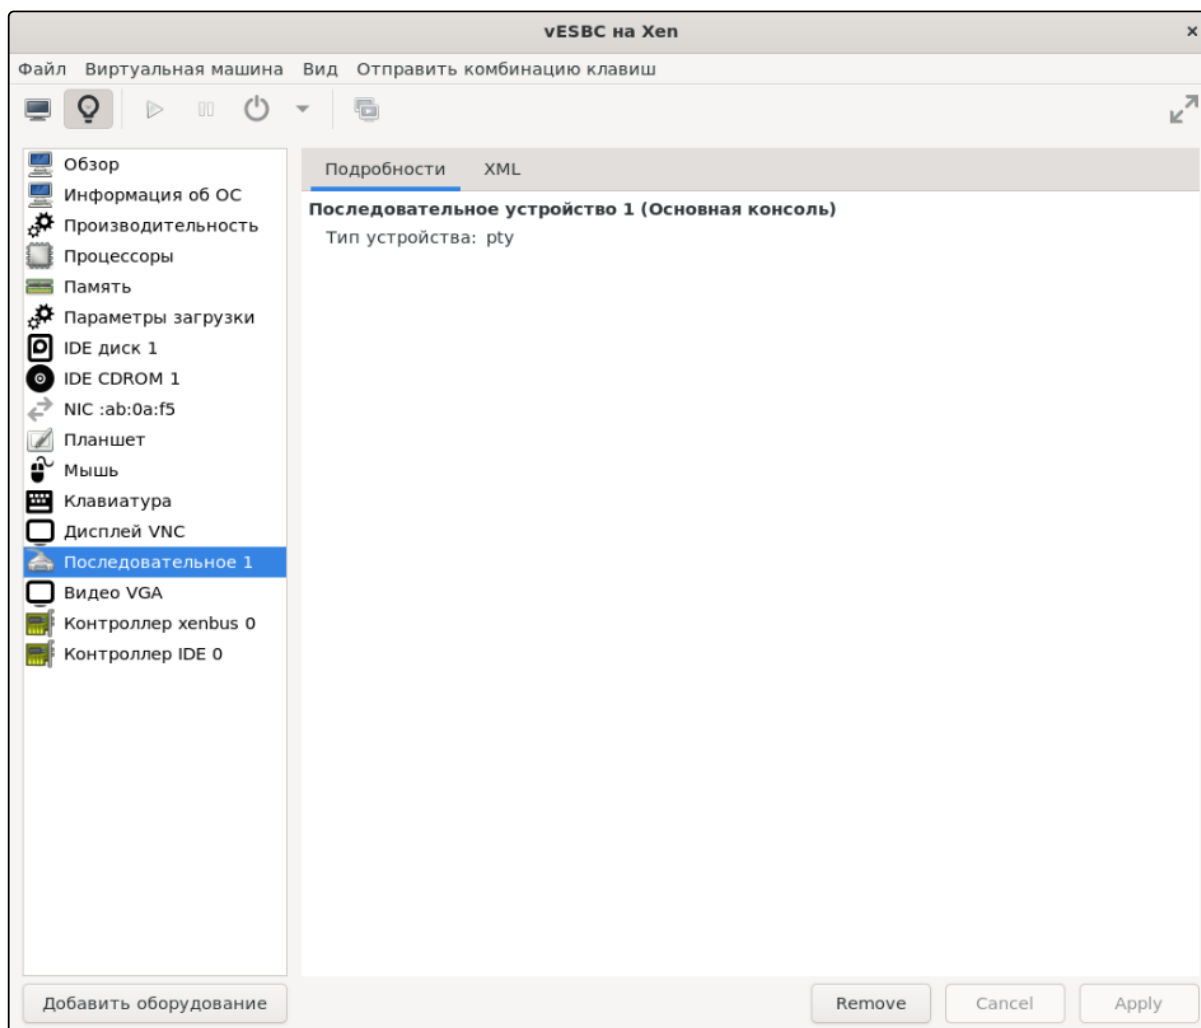 vESBC на Xen
Файл Виртуальная машина Вид Отправить комбинацию клавиш
Обзор
Информация об ОС
Производительность
Процессоры
Память
Параметры загрузки
IDE диск 1
IDE CDROM 1
NIC :ab:0a:f5
Планшет
Мышь
Клавиатура
Дисплей VNC
Последовательное 1
Видео VGA
Контроллер xenbus 0
Контроллер IDE 0
Подробности XML
Последовательное устройство 1 (Основная консоль)
Тип устройства: pty
Добавить оборудование Remove Cancel Apply